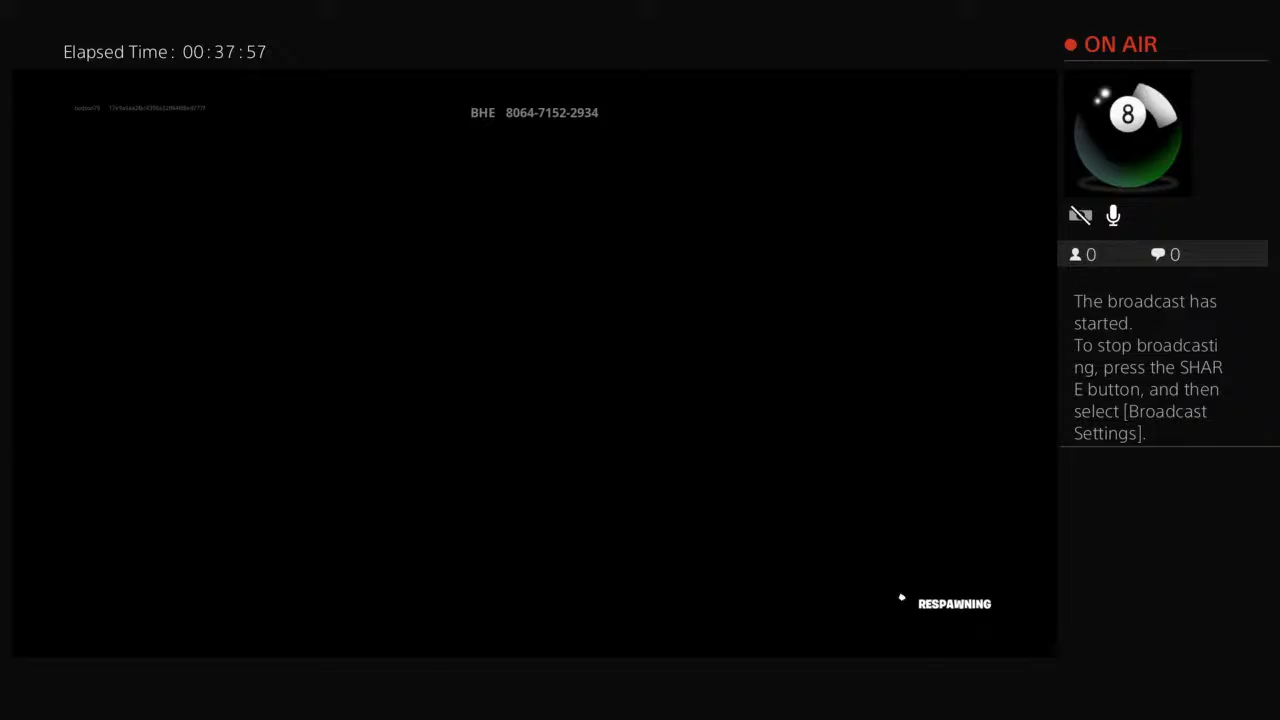 Elapsed Time: 00:37:57
ON AIR
BHE 8064-7152-2934
8
0 0
The broadcast has
started.
To stop broadcasti
ng, press the SHAR
E button, and then
select [Broadcast
Settings].
RESPAWNING